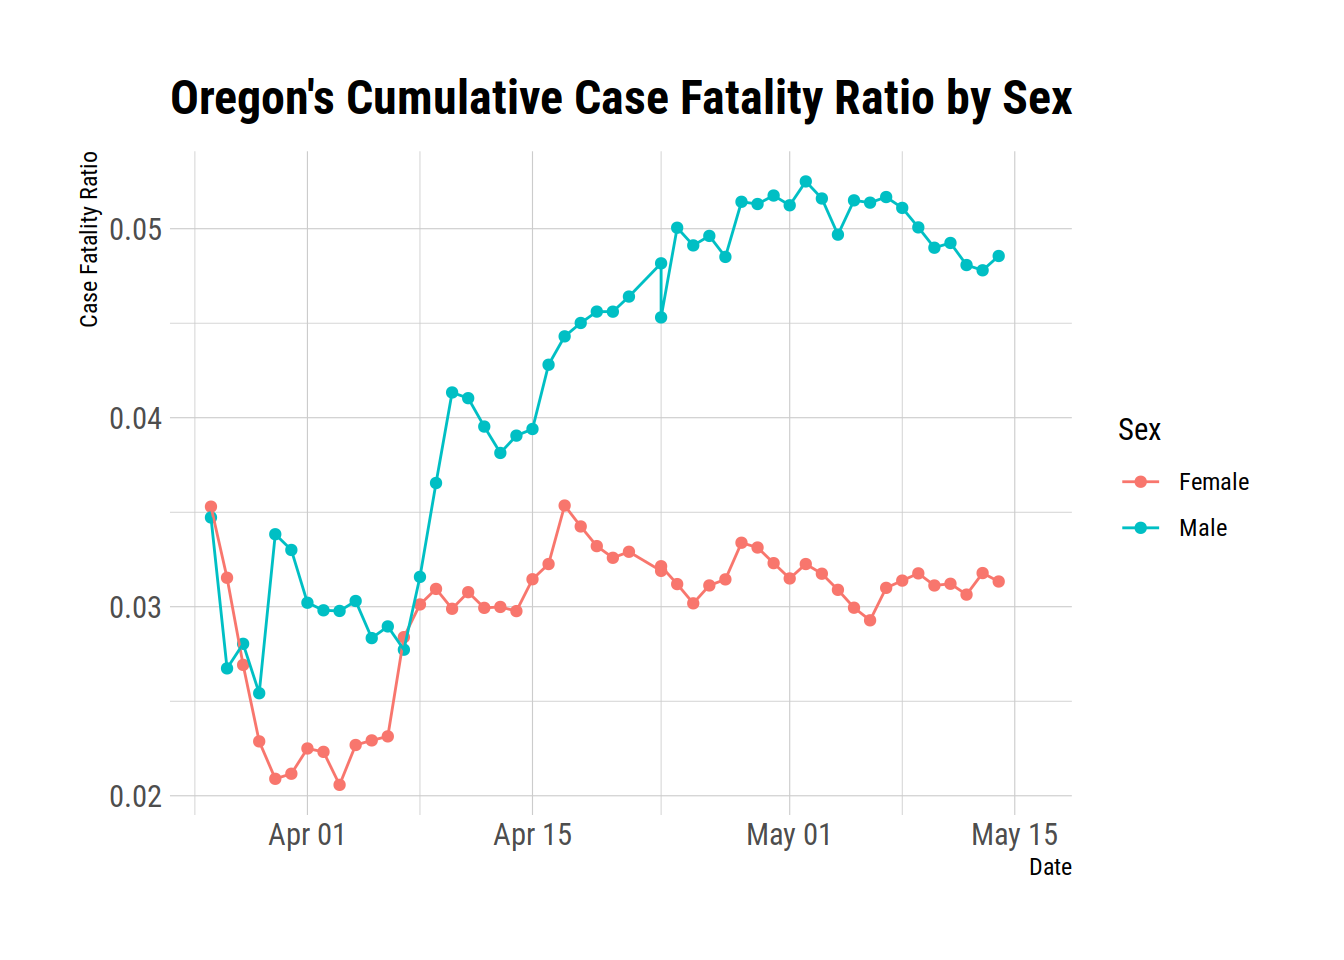 Oregon's Cumulative Case Fatality Ratio by Sex
Case Fatality Ratio
0.05
0.04
0.03
0.02
Apr 01
Apr 15
May 01
May 15
Date
Sex
Female
Male